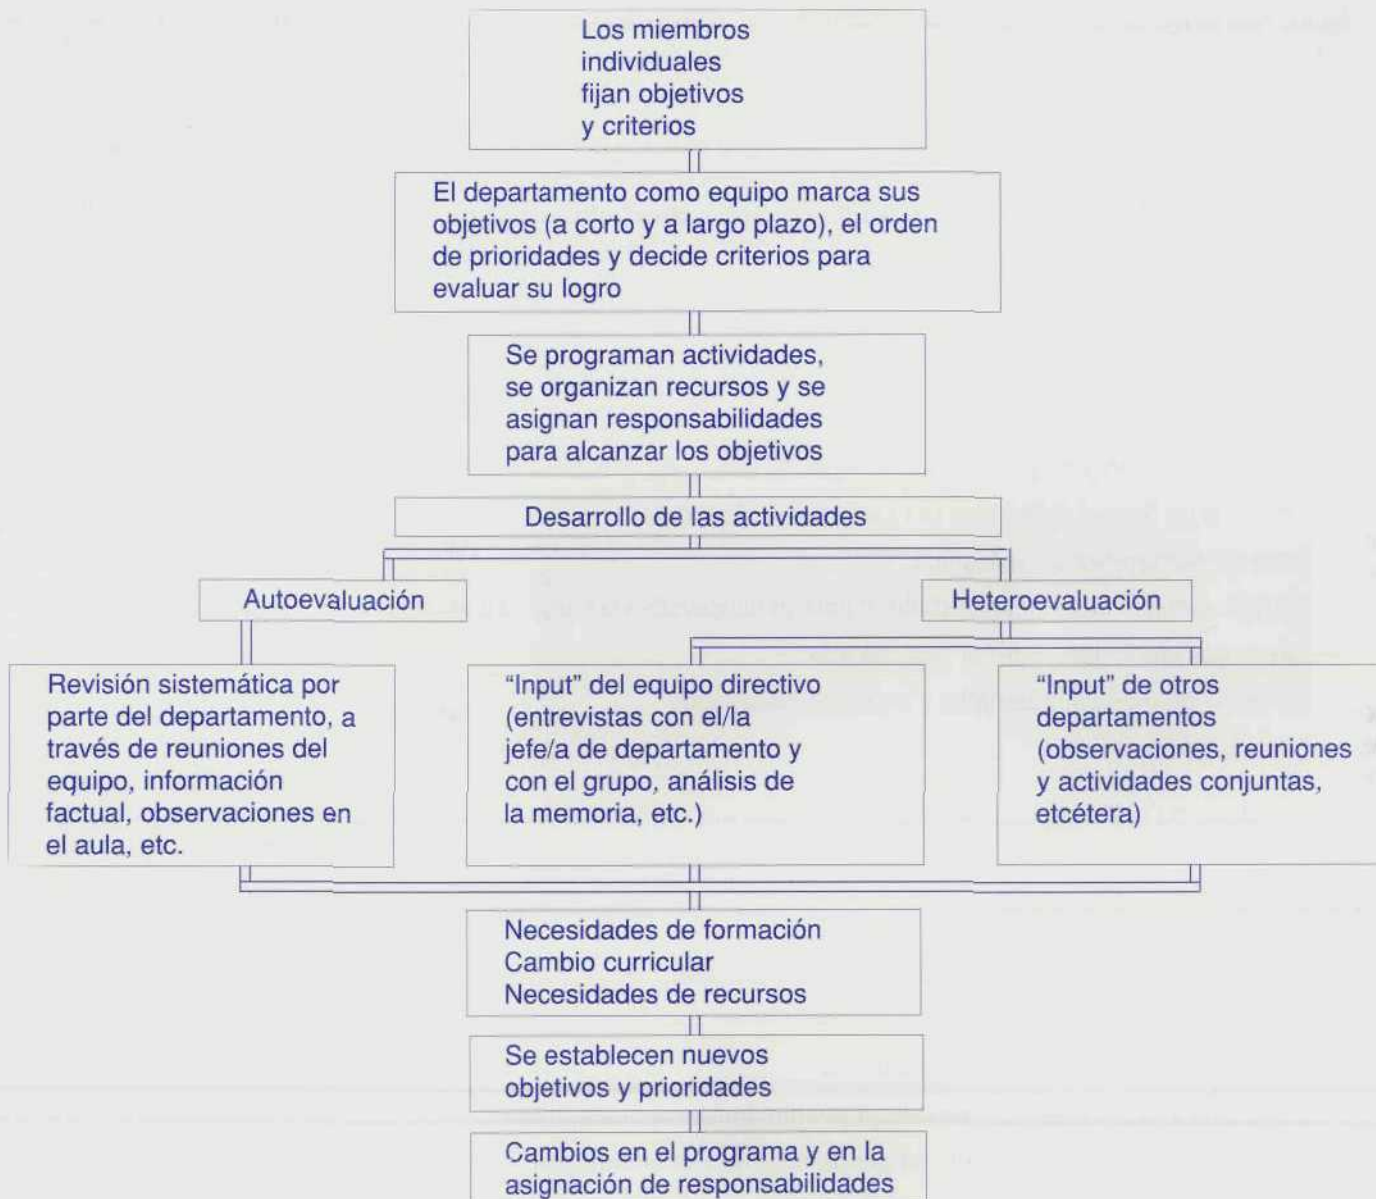 Los miembros
individuales
fijan objetivos
y criterios
El departamento como equipo marca sus
objetivos (a corto y a largo plazo), el orden
de prioridades y decide criterios para
evaluar su logro
Se programan actividades,
se organizan recursos y se
asignan responsabilidades
para alcanzar los objetivos
Desarrollo de las actividades
Autoevaluación
Heteroevaluación
Revisión sistemática por
parte del departamento, a
través de reuniones del
equipo, información
factual, observaciones en
el aula, etc.
“Input” del equipo directivo
(entrevistas con el/la
jefe/a de departamento y
con el grupo, análisis de
la memoria, etc.)
“Input” de otros
departamentos
(observaciones, reuniones
y actividades conjuntas,
etcétera)
Necesidades de formación
Cambio curricular
Necesidades de recursos
Se establecen nuevos
objetivos y prioridades
Cambios en el programa y en la
asignación de responsabilidades